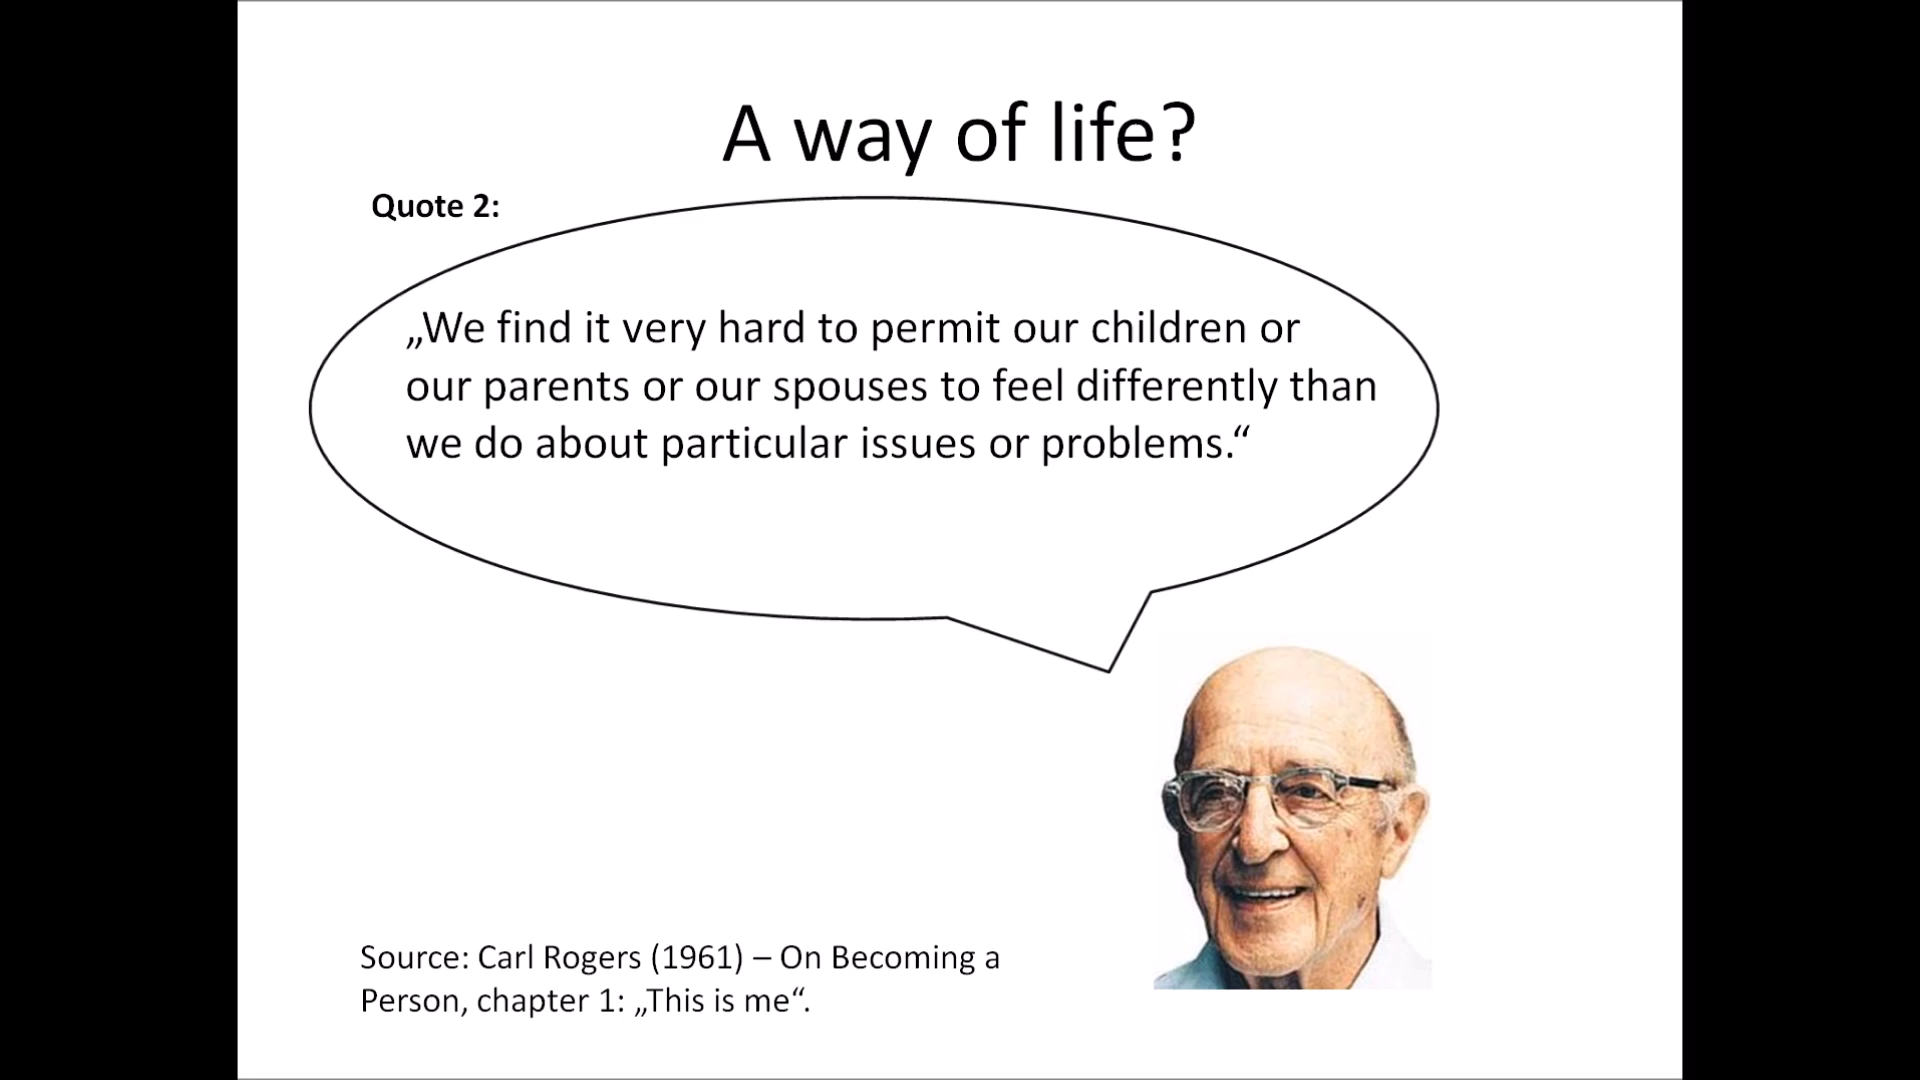 A way of life?
Quote 2:
„We find it very hard to permit our children or
our parents or our spouses to feel differently than
we do about particular issues or problems.“
Source: Carl Rogers (1961) – On Becoming a
Person, chapter 1: „This is me“.